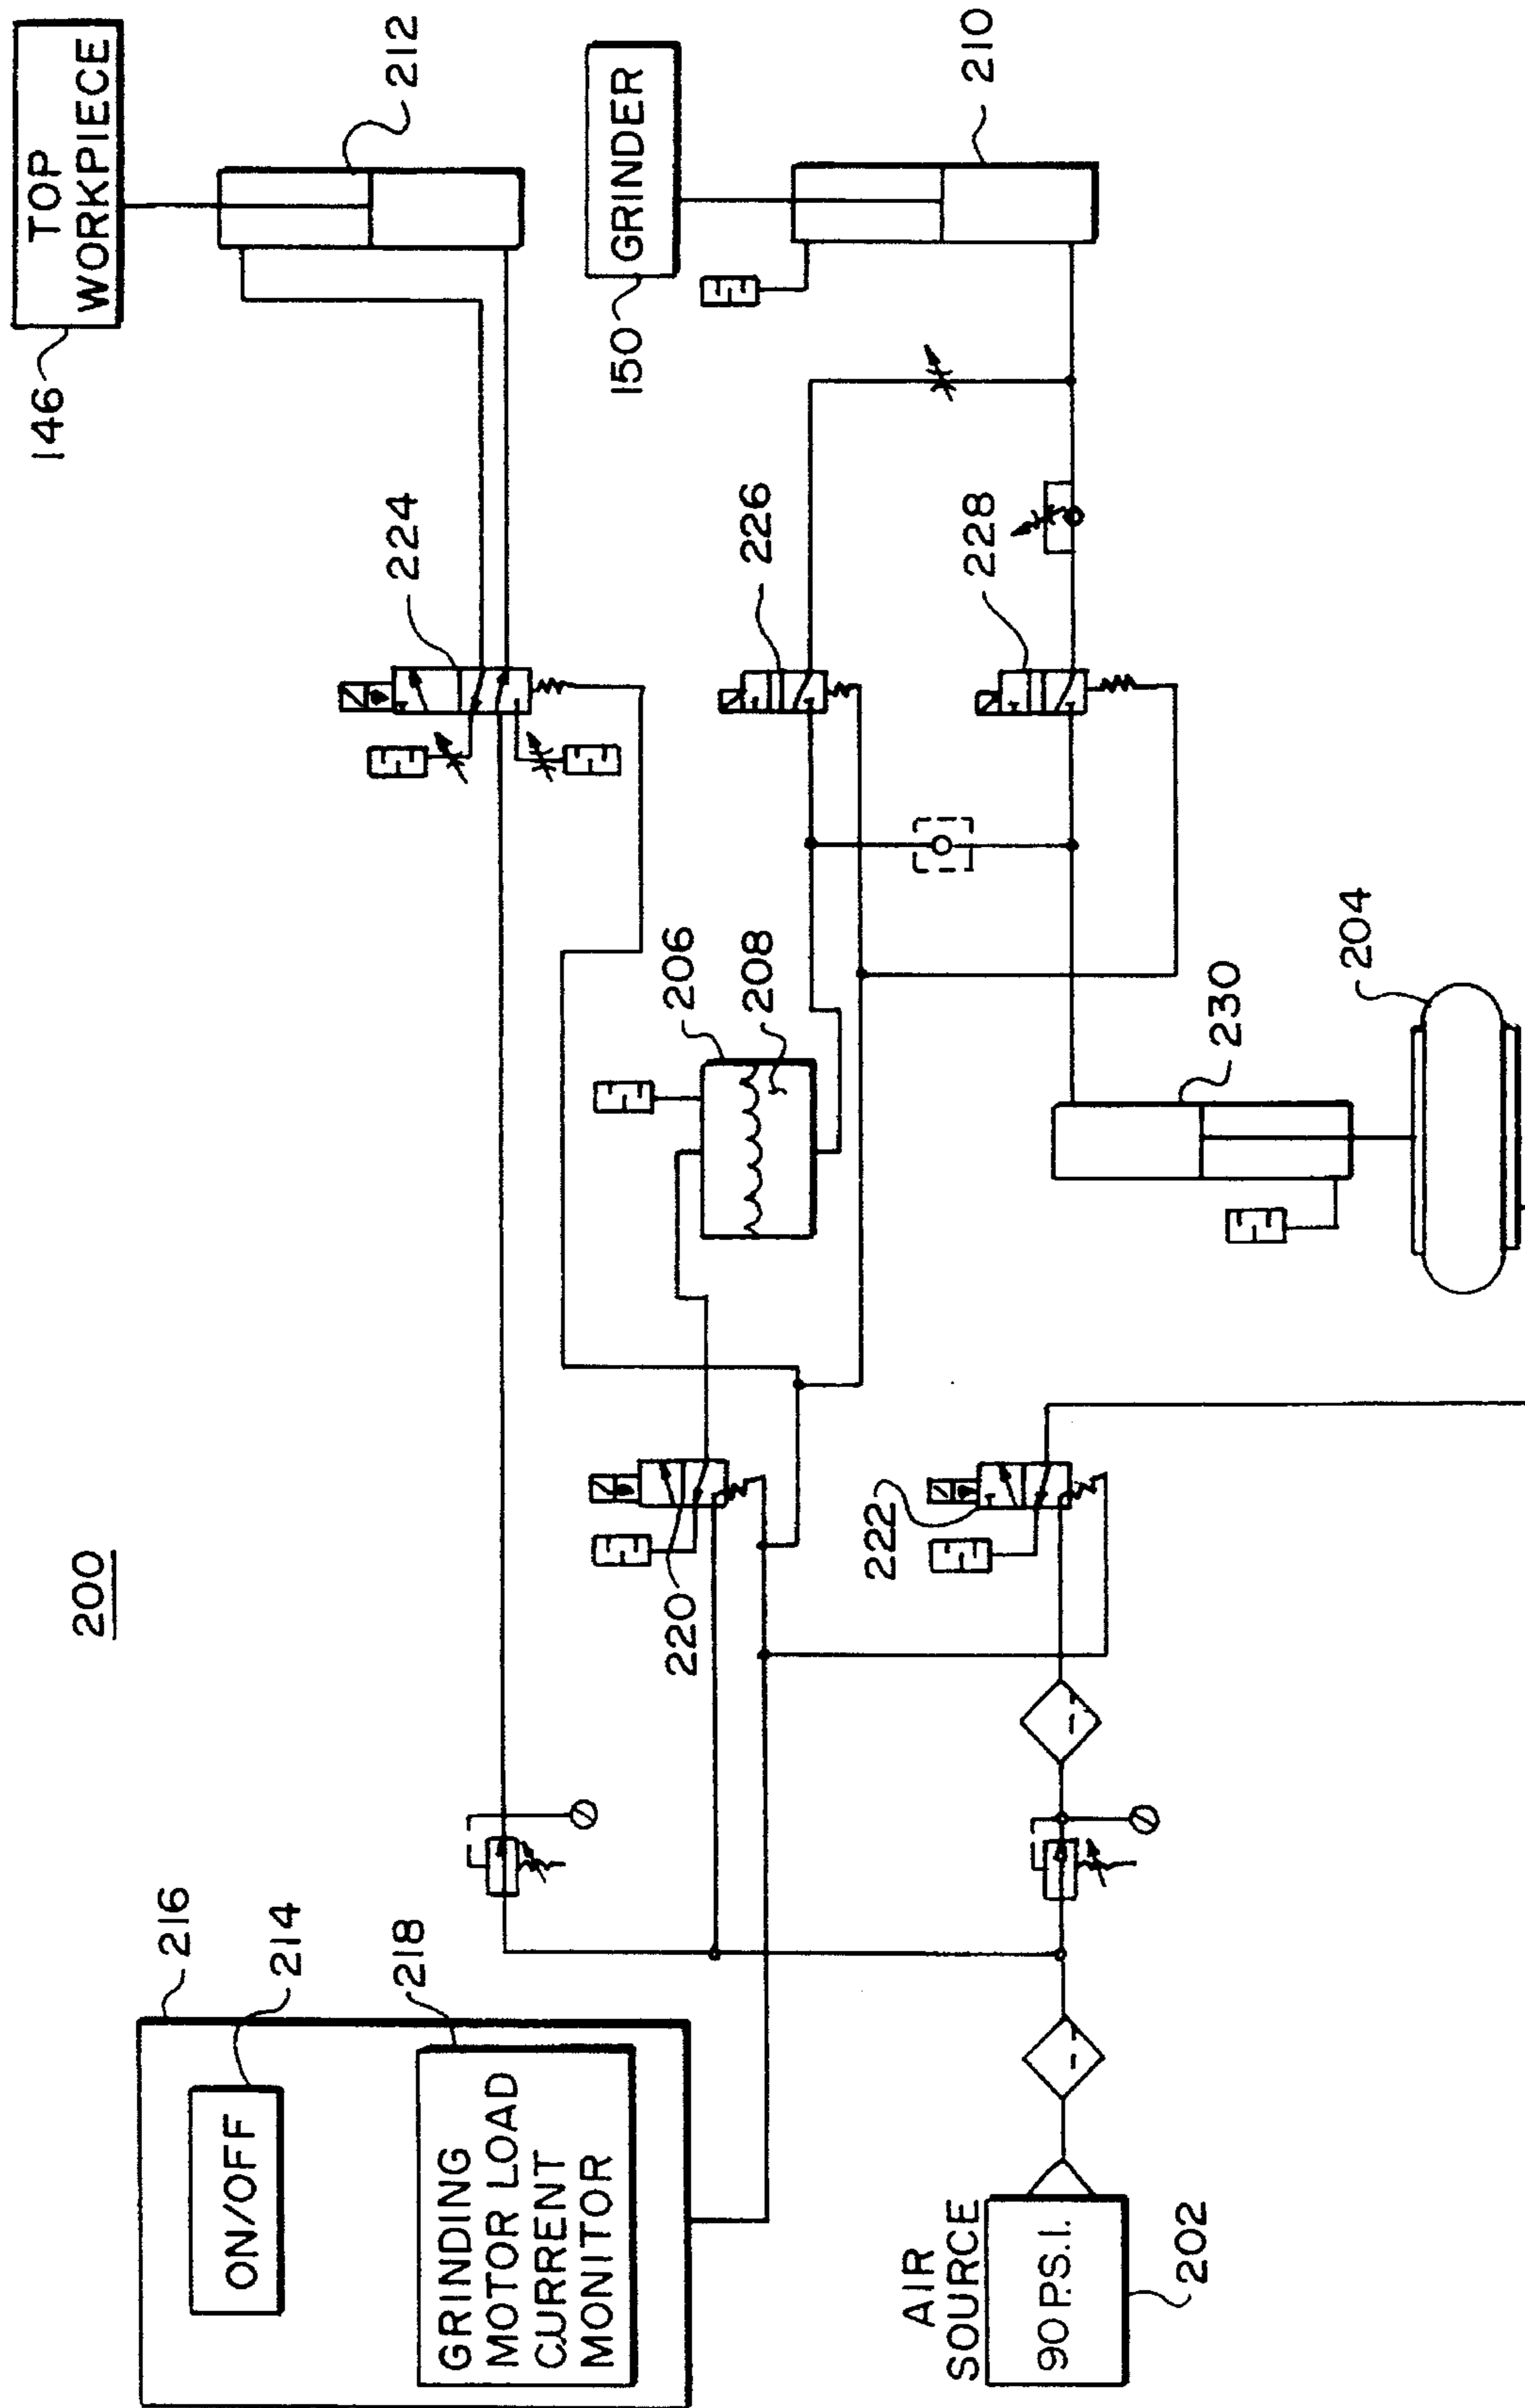 200
216
214
ON/OFF
218
GRINDING
MOTOR LOAD
CURRENT
MONITOR
AIR
SOURCE
90 P.S.I.
202
220
222
206
208
230
204
224
226
228
146
TOP
WORKPIECE
212
150
GRINDER
210